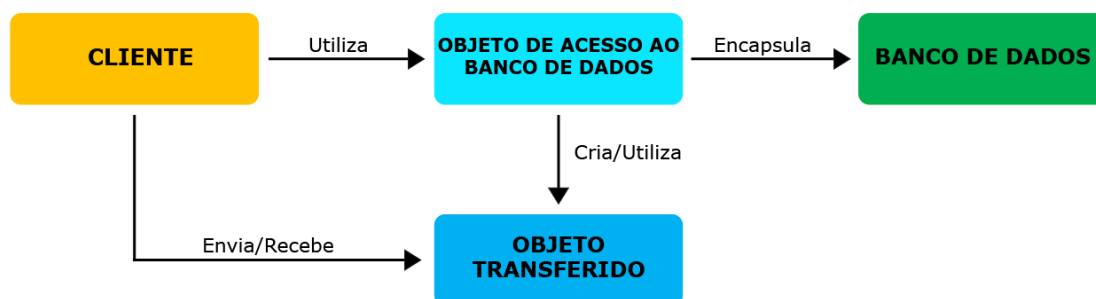 CLIENTE
Utiliza
OBJETO DE ACESSO AO
BANCO DE DADOS
Encapsula
BANCO DE DADOS
Cria/Utiliza
Envia/Recebe
OBJETO
TRANSFERIDO